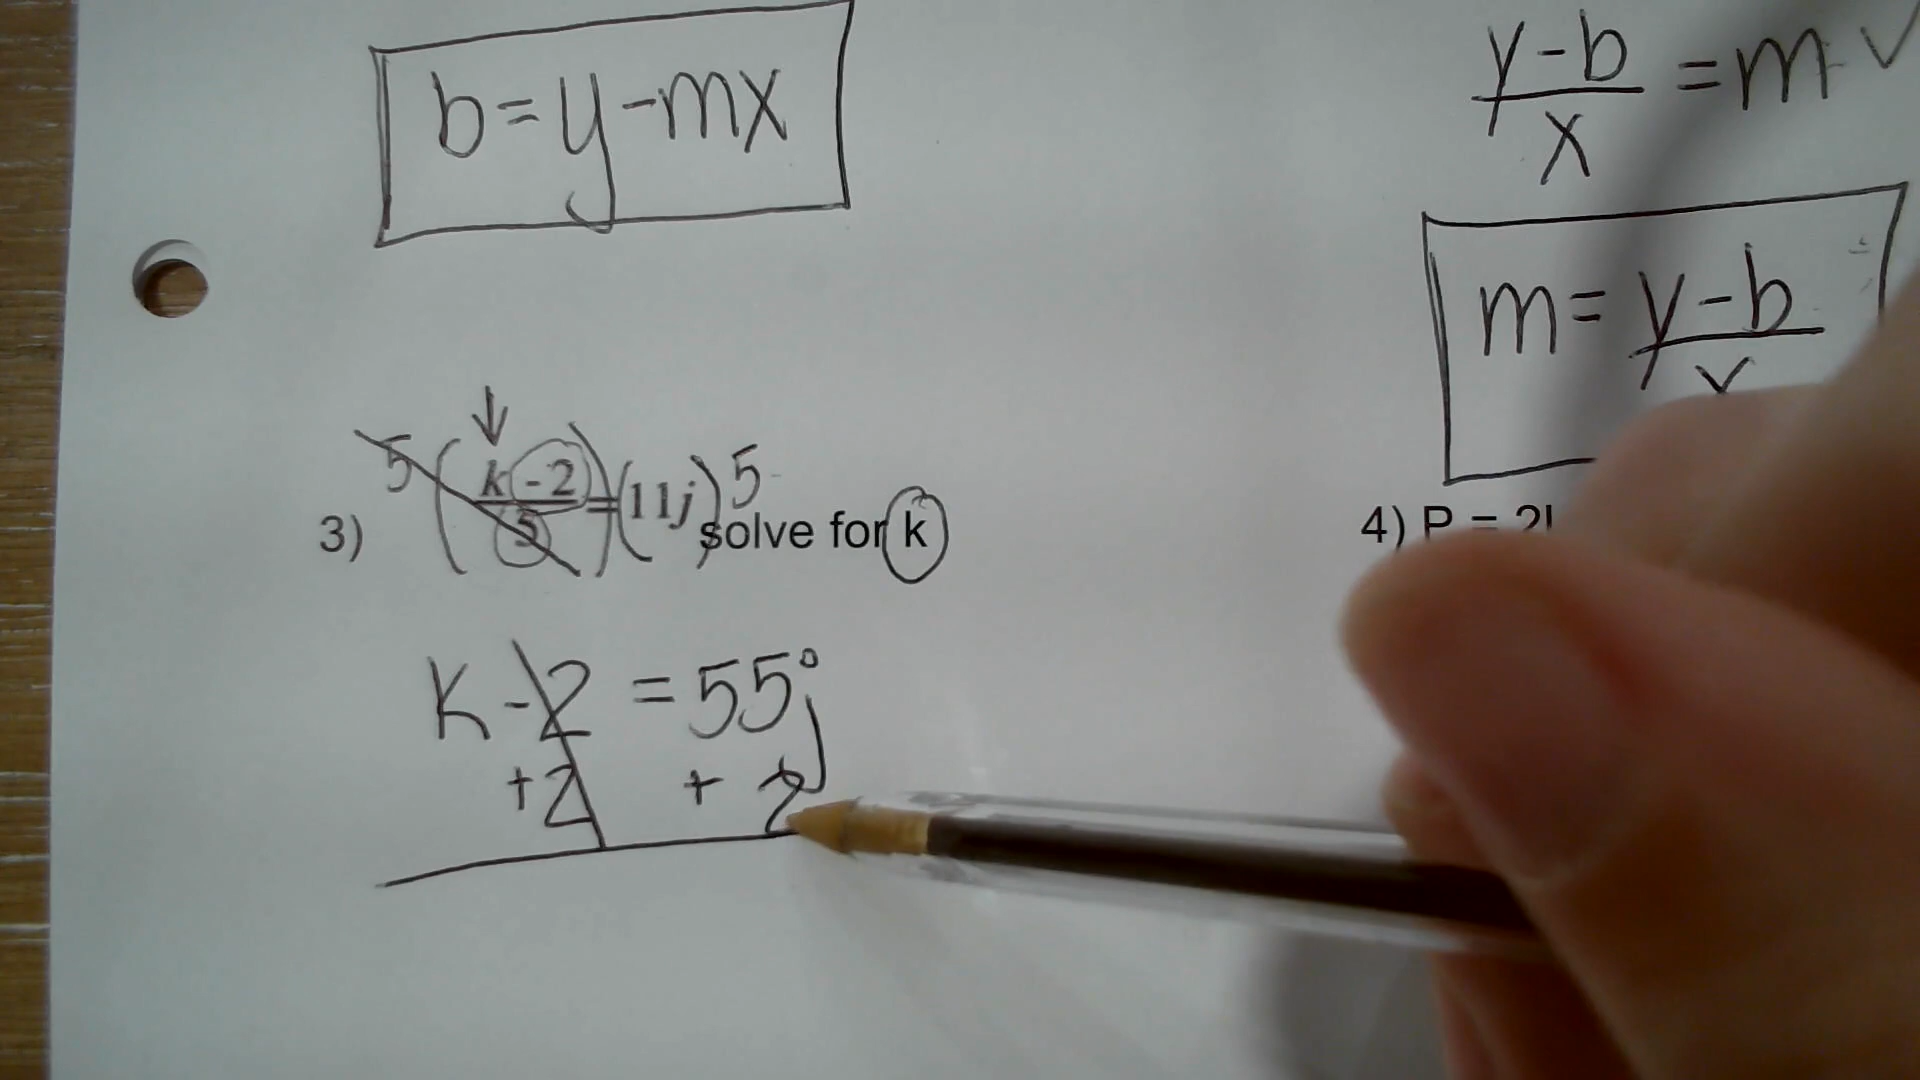 b = y - mx
y - b
x
= m ✓
m = y - b
3) 5 ( k - 2 / 5 ) = (11j) 5 solve for k
4) P = 2l
k - 2 = 55j
+2 + 2